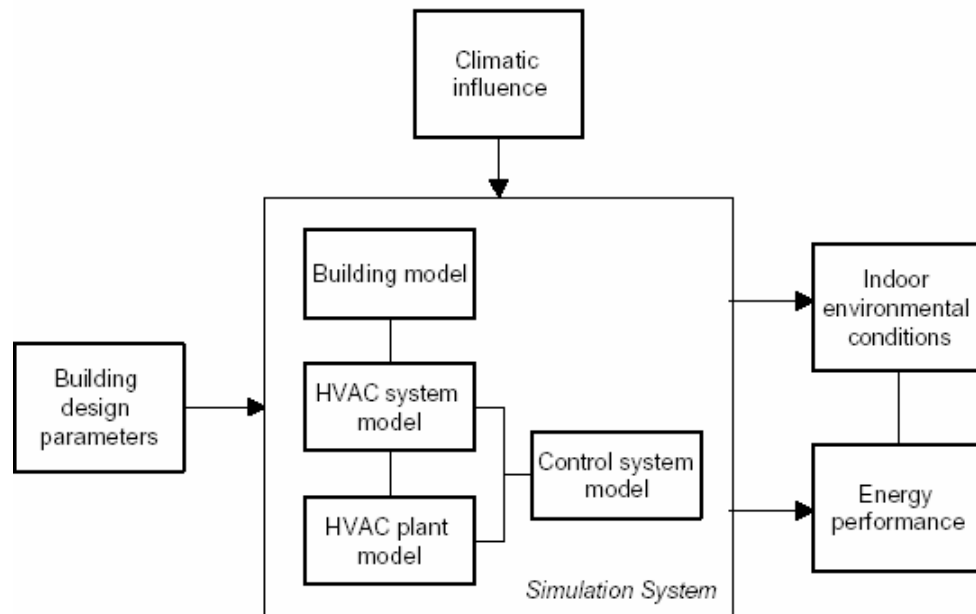 Climatic
influence
Building model
Indoor
environmental
conditions
Building
design
parameters
HVAC system
model
Control system
model
Energy
performance
HVAC plant
model
Simulation System